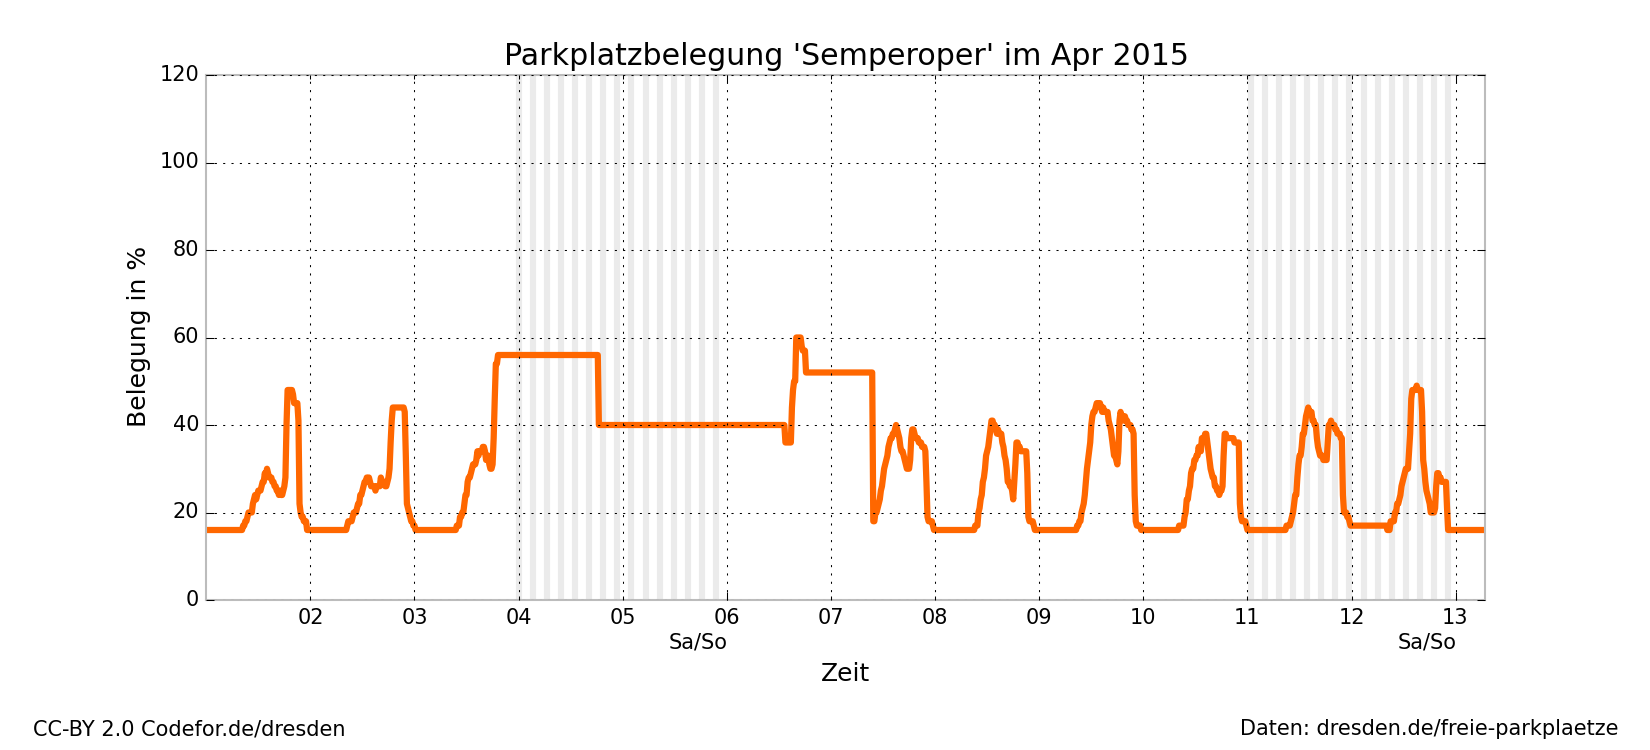 Parkplatzbelegung 'Semperoper' im Apr 2015
120
100
80
60
40
20
0
Belegung in %
02 03 04 05 06 07 08 09 10 11 12 13
Sa/So Sa/So
Zeit
CC-BY 2.0 Codefor.de/dresden
Daten: dresden.de/freie-parkplaetze